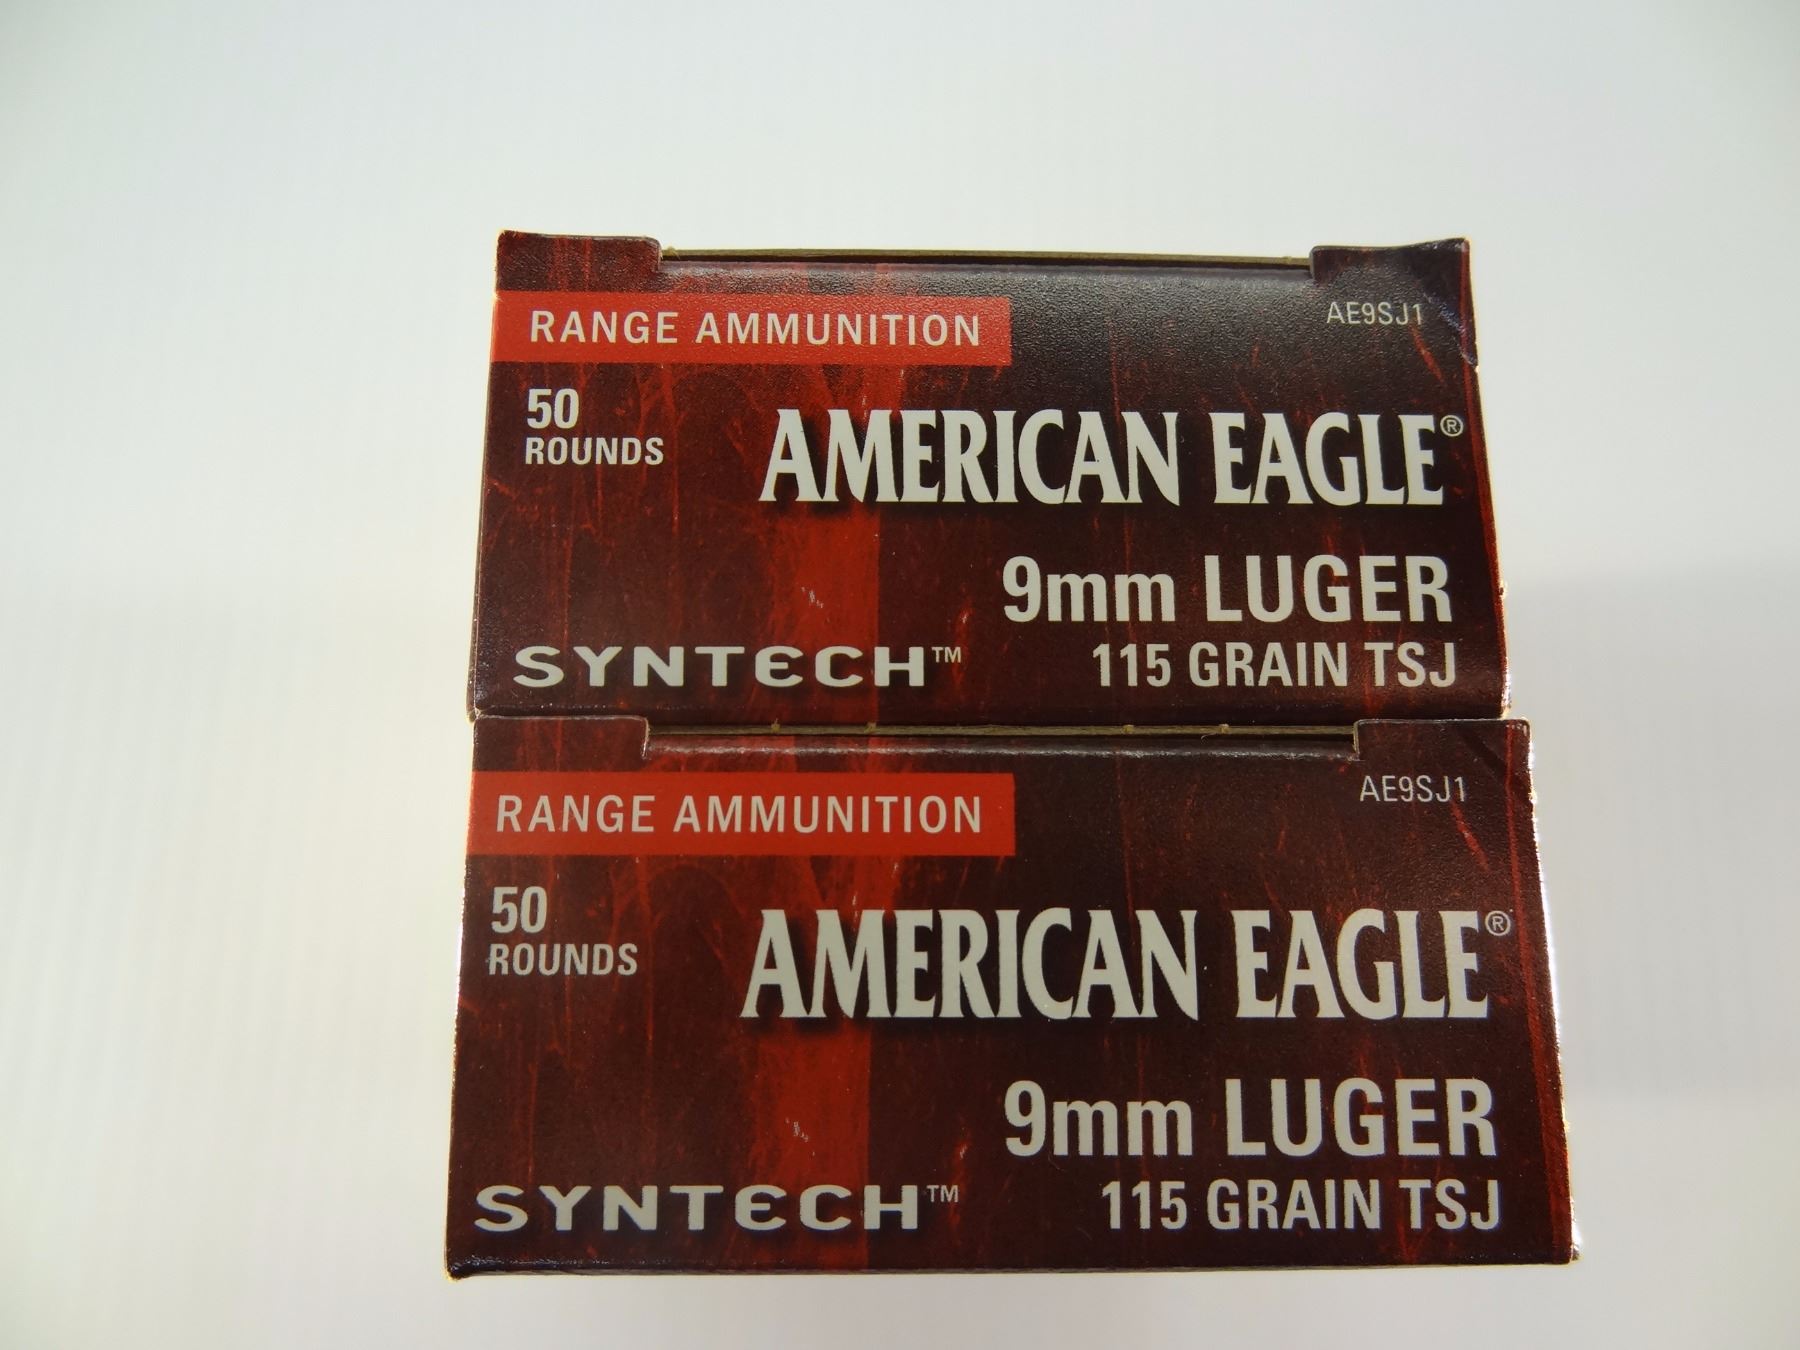 RANGE AMMUNITION
AE9SJ1
50
ROUNDS
AMERICAN EAGLE®
9mm LUGER
SYNTECH™
115 GRAIN TSJ
RANGE AMMUNITION
AE9SJ1
50
ROUNDS
AMERICAN EAGLE®
9mm LUGER
SYNTECH™
115 GRAIN TSJ